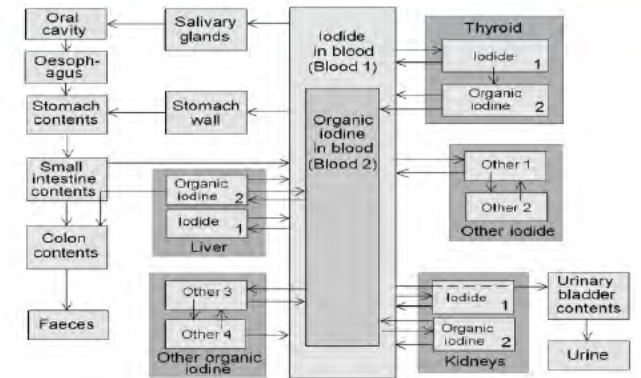 Oral
cavity
Oesoph-
agus
Stomach
contents
Small
intestine
contents
Colon
contents
Faeces
Salivary
glands
Stomach
wall
Organic
iodine 2
Iodide 1
Liver
Other 3
Other 4
Other organic
iodine
Iodide
in blood
(Blood 1)
Organic
iodine
in blood
(Blood 2)
Thyroid
Iodide 1
Organic
iodine 2
Other 1
Other 2
Other iodide
Iodide 1
Organic
iodine 2
Kidneys
Urinary
bladder
contents
Urine